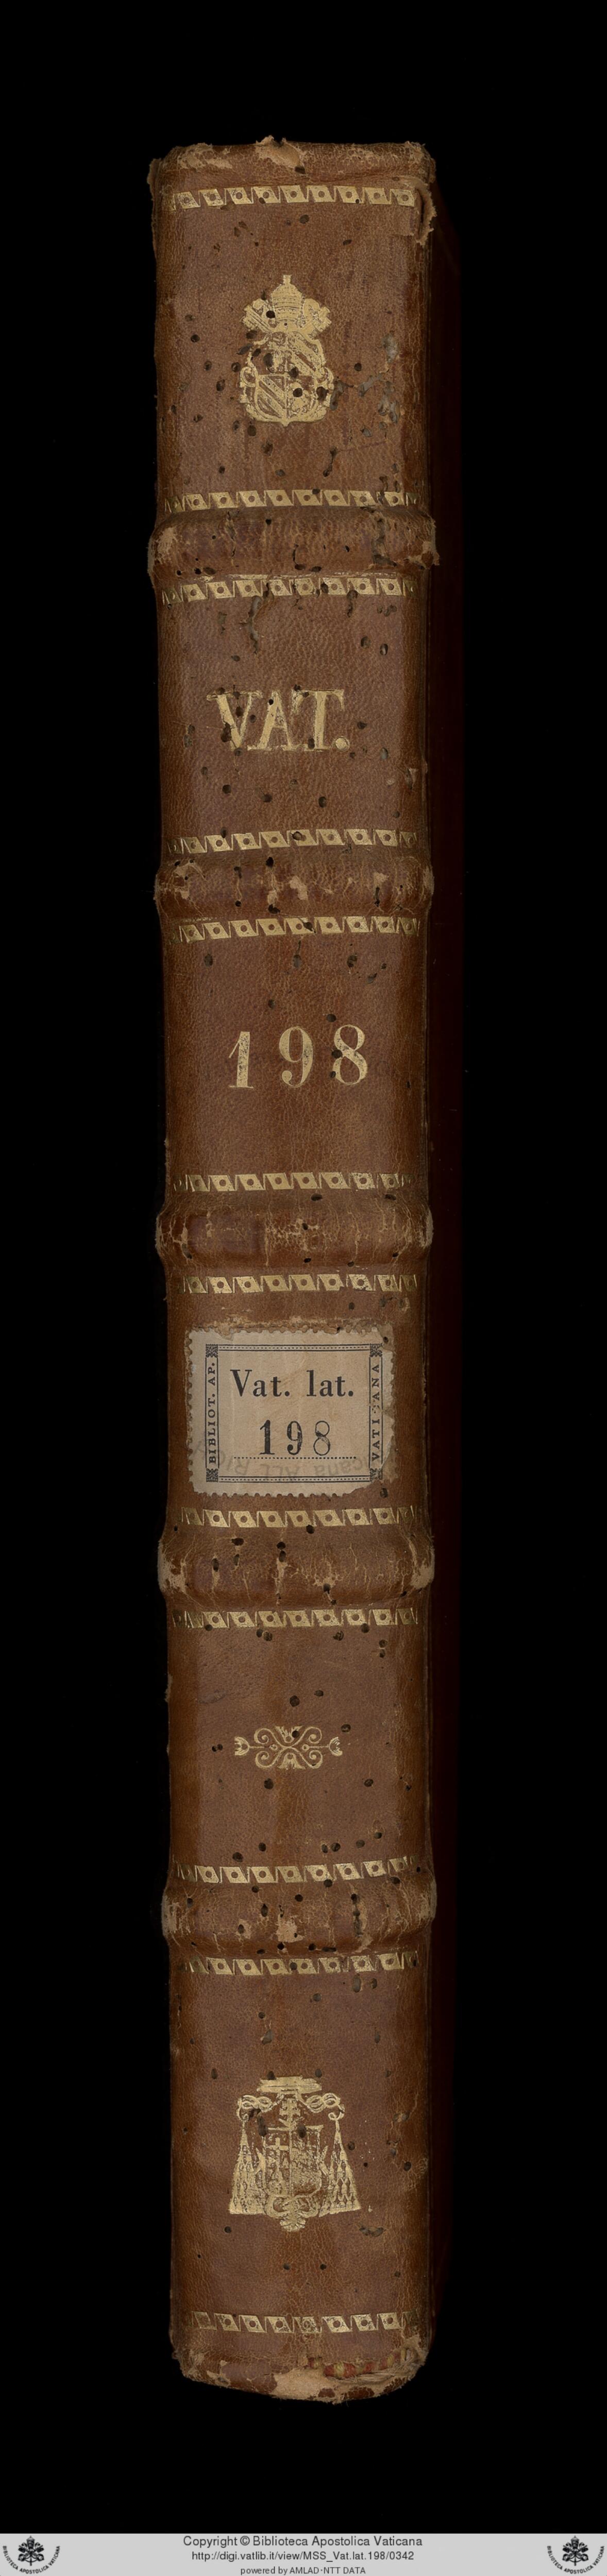 VAT.
198
BIBLIOT. AP.
Vat. lat.
198
VATICANA
Copyright © Biblioteca Apostolica Vaticana
http://digi.vatlib.it/view/MSS_Vat.lat.198/0342
powered by AMLAD-NTT DATA